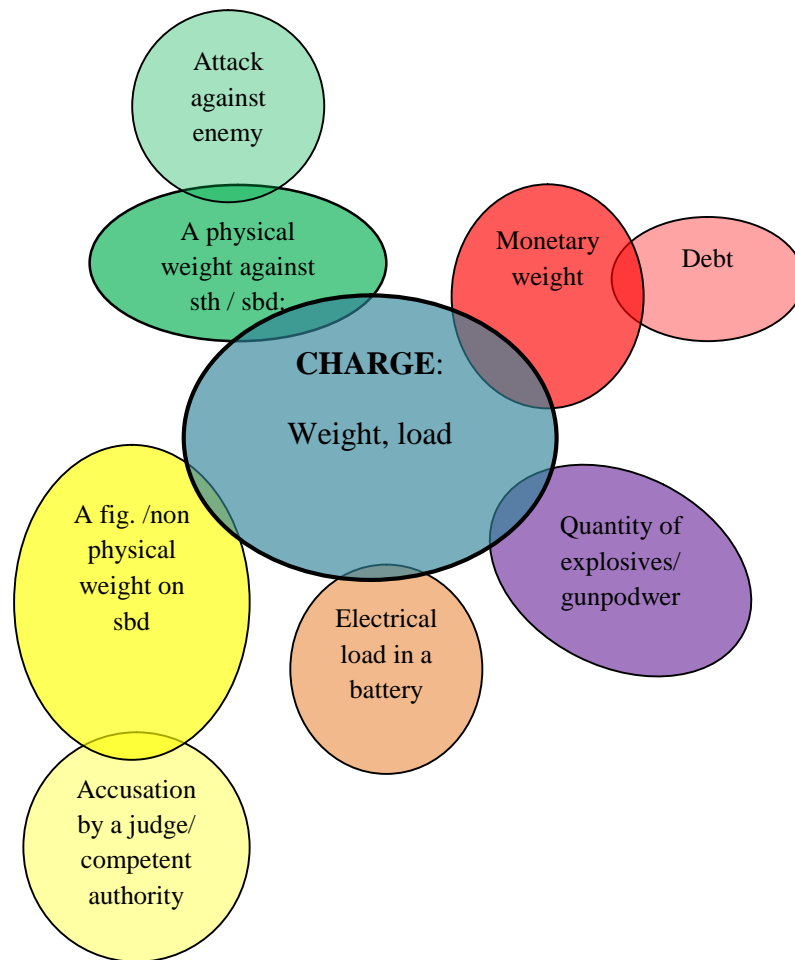 Attack
against
enemy
A physical
weight against
sth / sbd;
Monetary
weight
Debt
CHARGE:
Weight, load
A fig. /non
physical
weight on
sbd
Quantity of
explosives/
gunpodwer
Electrical
load in a
battery
Accusation
by a judge/
competent
authority